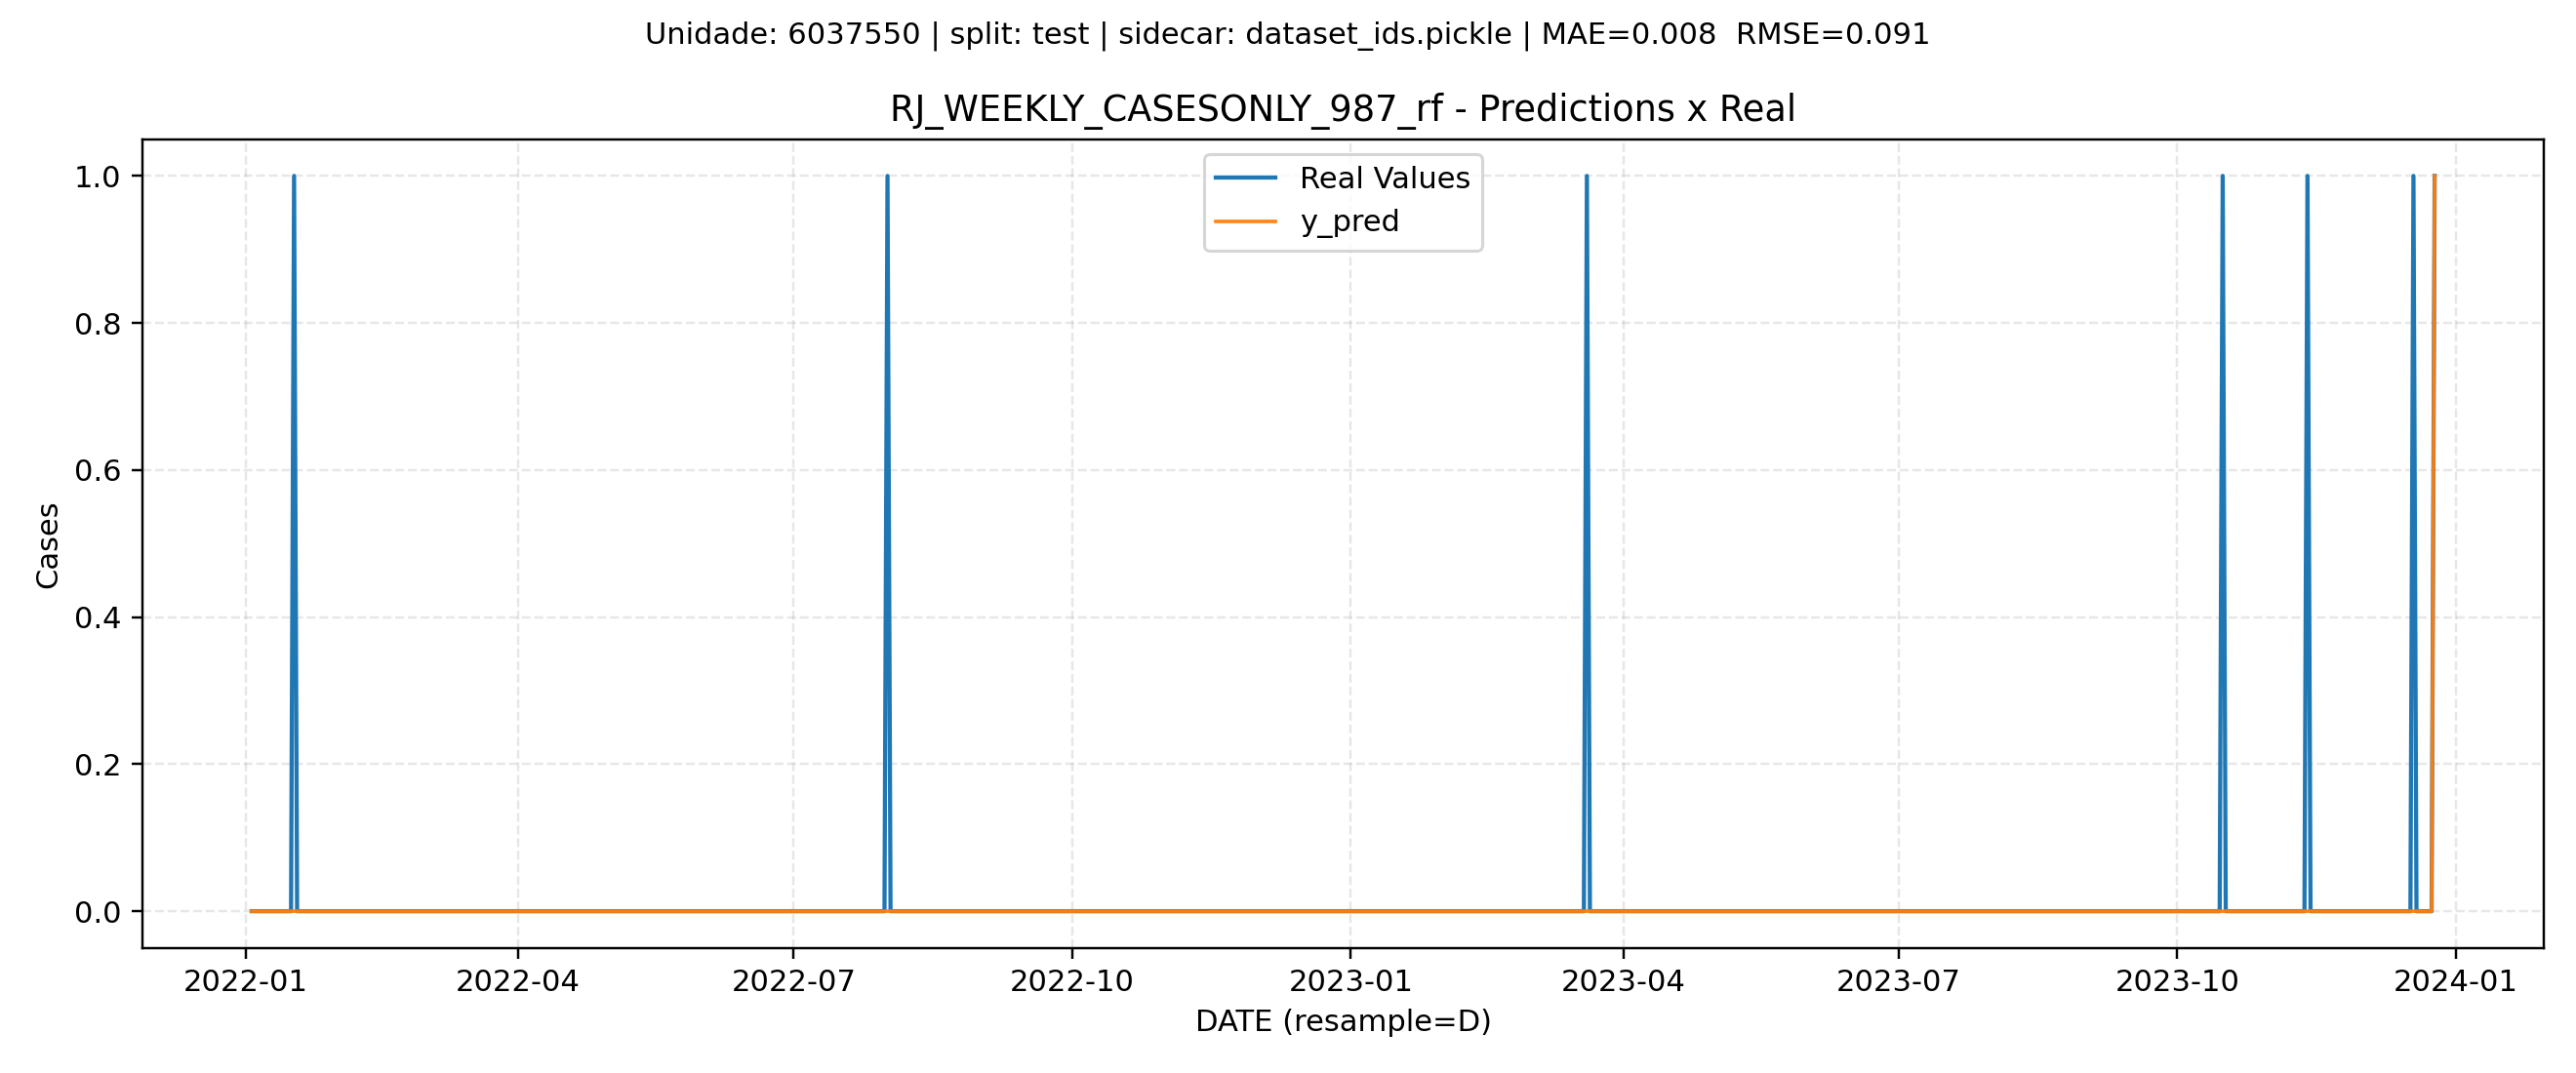 Unidade: 6037550 | split: test | sidecar: dataset_ids.pickle | MAE=0.008  RMSE=0.091
RJ_WEEKLY_CASESONLY_987_rf - Predictions x Real
Real Values
y_pred
1.0
0.8
0.6
0.4
0.2
0.0
Cases
2022-01 2022-04 2022-07 2022-10 2023-01 2023-04 2023-07 2023-10 2024-01
DATE (resample=D)